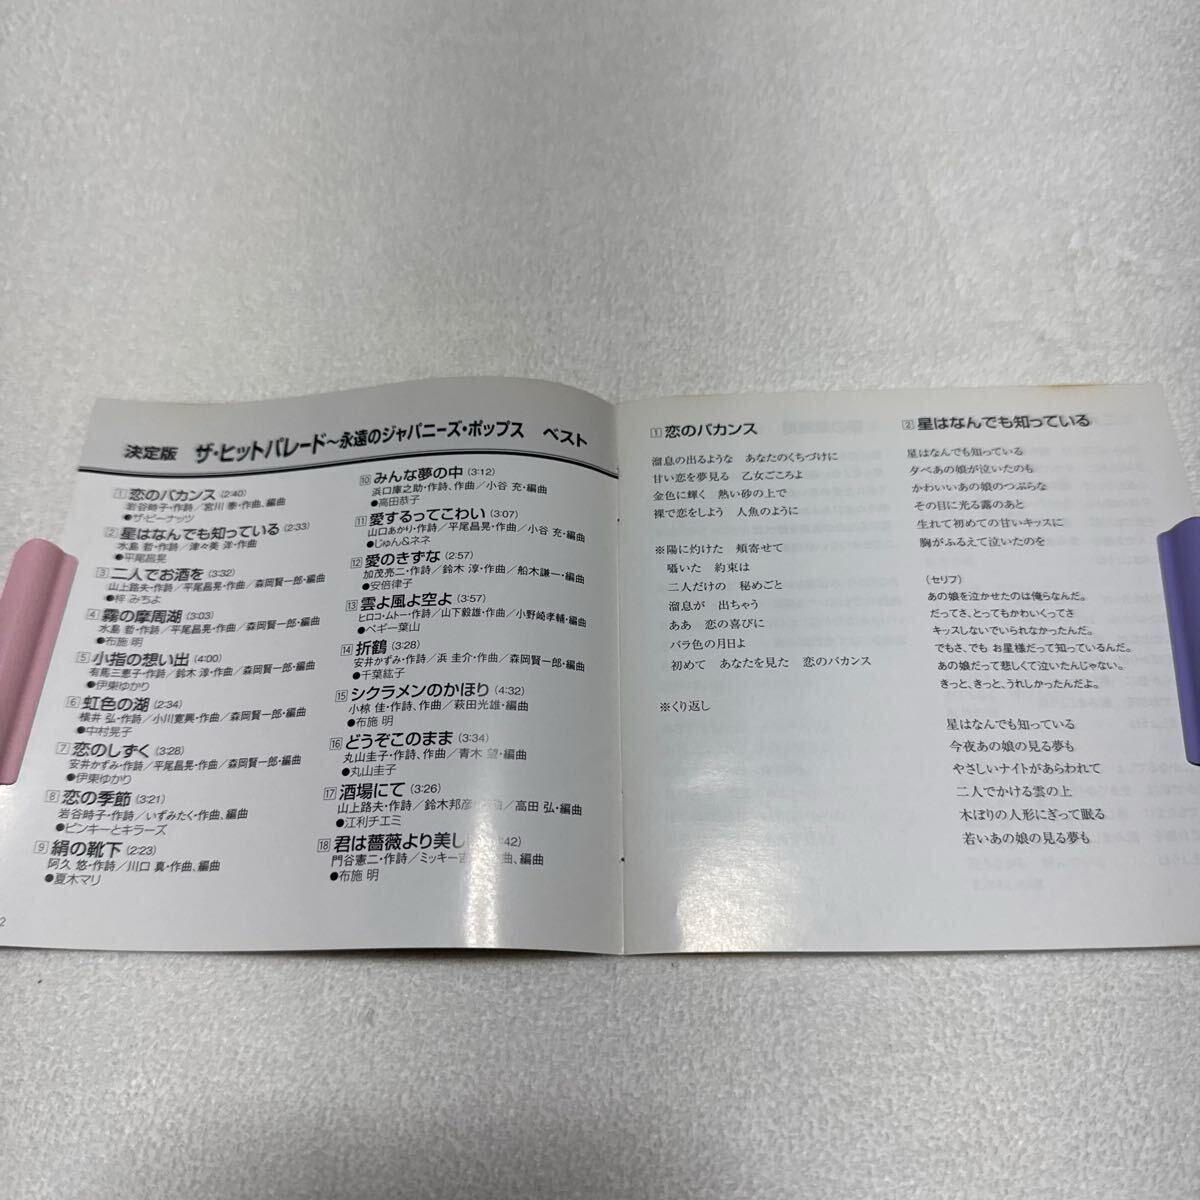 決定版 ザ・ヒットパレード〜永遠のジャパニーズ・ポップス ベスト
1 恋のバカンス (2:40)
岩谷時子・作詩/宮川 泰・作曲、編曲
●ザ・ピーナッツ
2 星はなんでも知っている (2:33)
水島 哲・作詩/津々美 洋・作曲
●平尾昌晃
3 二人でお酒を (3:32)
山上路夫・作詩/平尾昌晃・作曲/森岡賢一郎・編曲
●梓 みちよ
4 霧の摩周湖 (3:03)
水島 哲・作詩/平尾昌晃・作曲/森岡賢一郎・編曲
●布施 明
5 小指の想い出 (4:00)
有馬三恵子・作詩/鈴木 淳・作曲/森岡賢一郎・編曲
●伊東ゆかり
6 虹色の湖 (2:34)
横井 弘・作詩/小川寛興・作曲/森岡賢一郎・編曲
●中村晃子
7 恋のしずく (3:28)
安井かずみ・作詩/平尾昌晃・作曲/森岡賢一郎・編曲
●伊東ゆかり
8 恋の季節 (3:21)
岩谷時子・作詩/いずみたく・作曲、編曲
●ピンキーとキラーズ
9 絹の靴下 (2:23)
阿久 悠・作詩/川口 真・作曲、編曲
●夏木マリ
10 みんな夢の中 (3:12)
浜口庫之助・作詩、作曲/小谷 充・編曲
●高田恭子
11 愛するってこわい (3:07)
山口あかり・作詩/平尾昌晃・作曲/小谷 充・編曲
●じゅん&ネネ
12 愛のきずな (2:57)
加茂亮二・作詩/鈴木 淳・作曲/船木謙一・編曲
●安倍律子
13 雲よ風よ空よ (3:57)
ヒロコ・ムトー・作詩/山下毅雄・作曲/小野崎孝輔・編曲
●ペギー葉山
14 折鶴 (3:28)
安井かずみ・作詩/浜 圭介・作曲/森岡賢一郎・編曲
●千葉紘子
15 シクラメンのかほり (4:32)
小椋 佳・作詩、作曲/萩田光雄・編曲
●布施 明
16 どうぞこのまま (3:34)
丸山圭子・作詩、作曲/青木 望・編曲
●丸山圭子
17 酒場にて (3:26)
山上路夫・作詩/鈴木邦彦 曲/高田 弘・編曲
●江利チエミ
18 君は薔薇より美し :42)
門谷憲二・作詩/ミッキー 曲、編曲
●布施 明
2
1 恋のバカンス
溜息の出るような あなたのくちづけに
甘い恋を夢見る 乙女ごころよ
金色に輝く 熱い砂の上で
裸で恋をしよう 人魚のように
※陽に灼けた 頬寄せて
囁いた 約束は
二人だけの 秘めごと
溜息が 出ちゃう
ああ 恋の喜びに
バラ色の月日よ
初めて あなたを見た 恋のバカンス
※くり返し
2 星はなんでも知っている
星はなんでも知っている
夕べあの娘が泣いたのも
かわいいあの娘のつぶらな
その目に光る露のあと
生れて初めての甘いキッスに
胸がふるえて泣いたのを
(セリフ)
あの娘を泣かせたのは俺らなんだ。
だってさ、とってもかわいくってさ
キッスしないでいられなかったんだ。
でもさ、でも お星様だって知っているんだ。
あの娘だって悲しくて泣いたんじゃない。
きっと、きっと、うれしかったんだよ。
星はなんでも知っている
今夜あの娘の見る夢も
やさしいナイトがあらわれて
二人でかける雲の上
木ぼりの人形にぎって眠る
若いあの娘の見る夢も